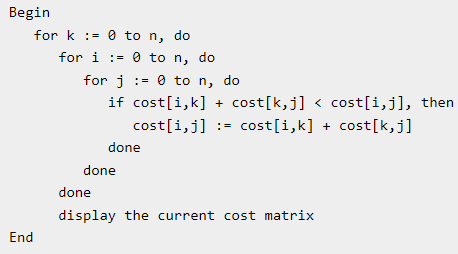 Begin
   for k := 0 to n, do
      for i := 0 to n, do
         for j := 0 to n, do
            if cost[i,k] + cost[k,j] < cost[i,j], then
               cost[i,j] := cost[i,k] + cost[k,j]
            done
         done
      done
      display the current cost matrix
End